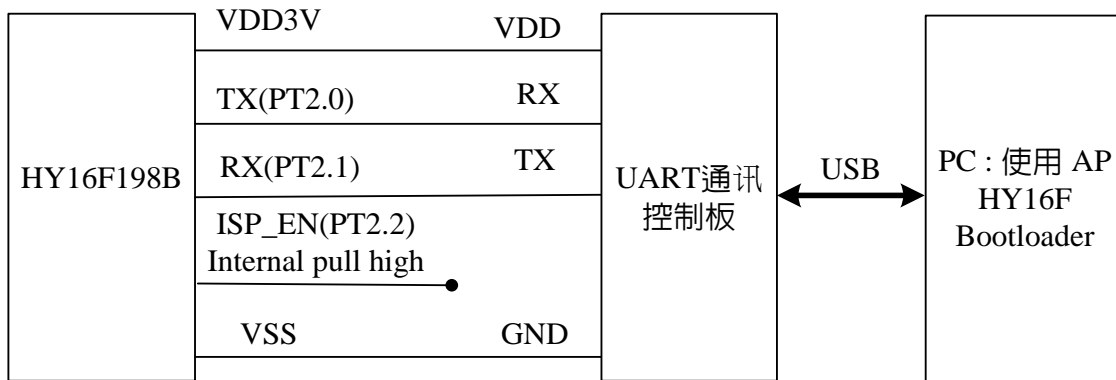 HY16F198B
VDD3V
VDD
TX(PT2.0)
RX
RX(PT2.1)
TX
ISP_EN(PT2.2)
Internal pull high
VSS
GND
UART通讯
控制板
USB
PC : 使用 AP
HY16F
Bootloader